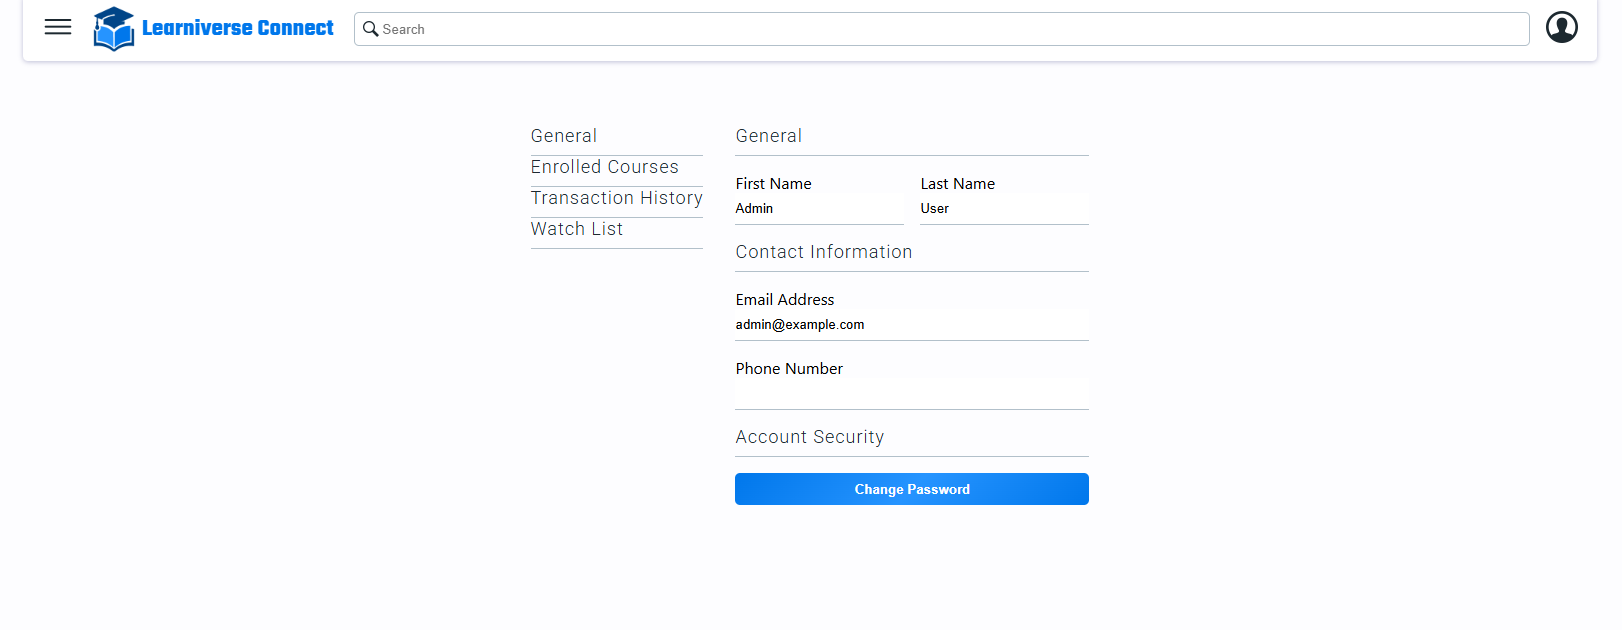 Learniverse Connect
Search
General
Enrolled Courses
Transaction History
Watch List
General
First Name
Last Name
Admin
User
Contact Information
Email Address
admin@example.com
Phone Number
Account Security
Change Password